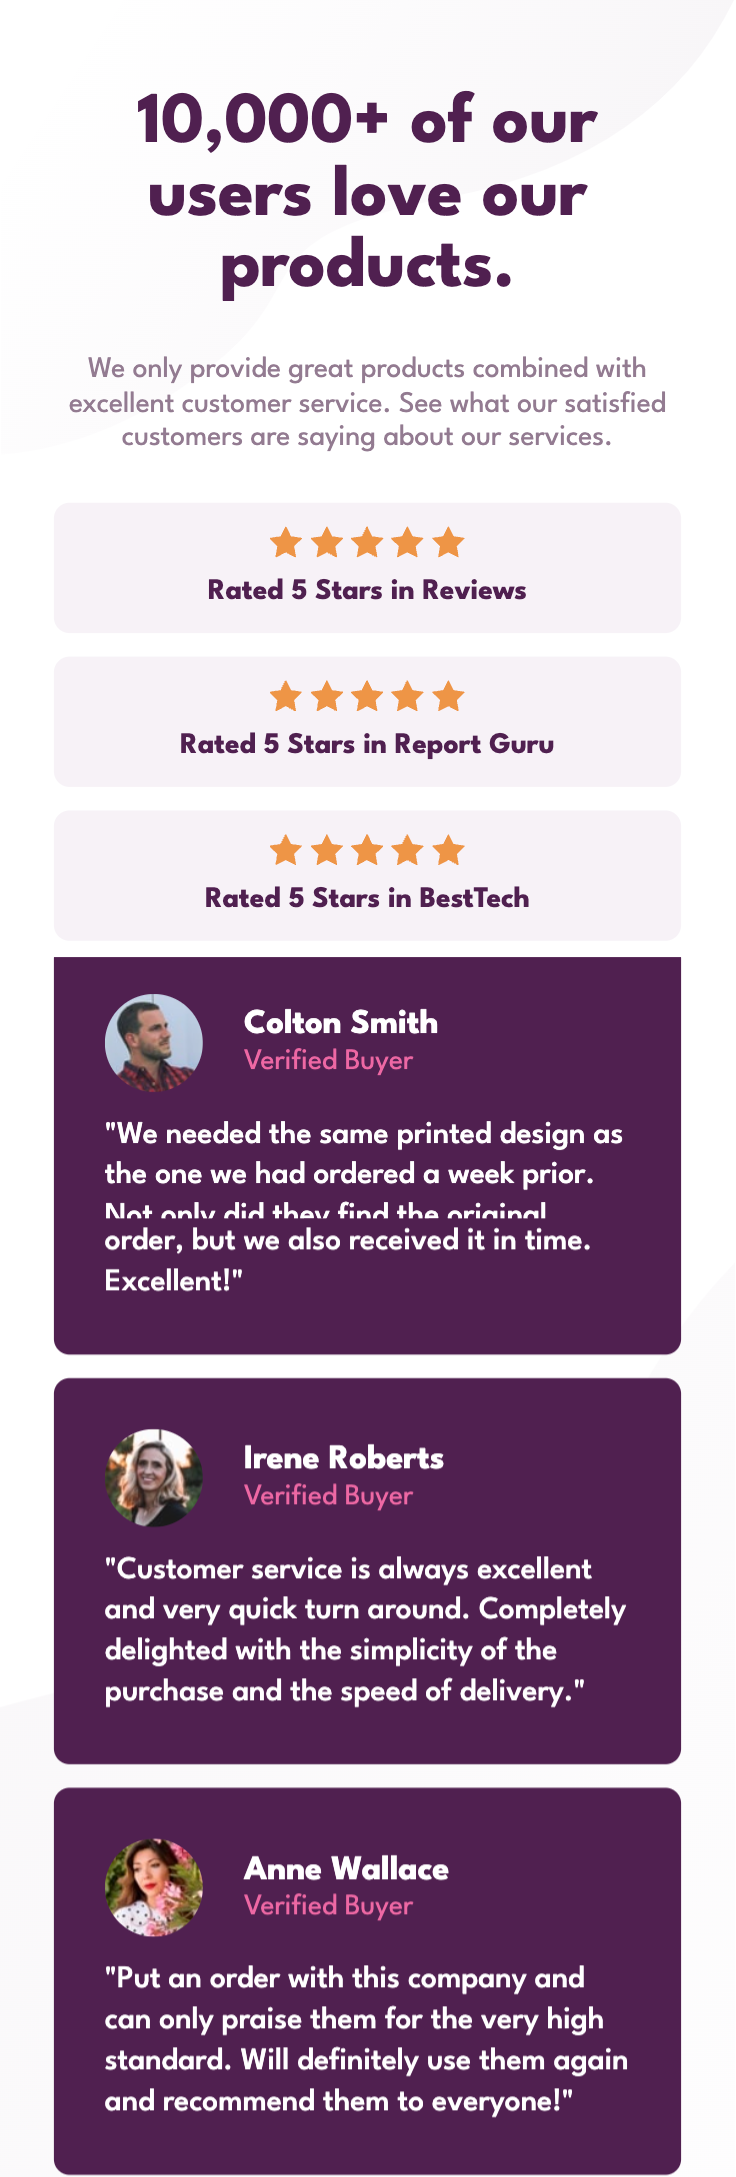 10,000+ of our
users love our
products.
We only provide great products combined with
excellent customer service. See what our satisfied
customers are saying about our services.
Rated 5 Stars in Reviews
Rated 5 Stars in Report Guru
Rated 5 Stars in BestTech
Colton Smith
Verified Buyer
"We needed the same printed design as
the one we had ordered a week prior.
Not only did they find the original
order, but we also received it in time.
Excellent!"
Irene Roberts
Verified Buyer
"Customer service is always excellent
and very quick turn around. Completely
delighted with the simplicity of the
purchase and the speed of delivery."
Anne Wallace
Verified Buyer
"Put an order with this company and
can only praise them for the very high
standard. Will definitely use them again
and recommend them to everyone!"